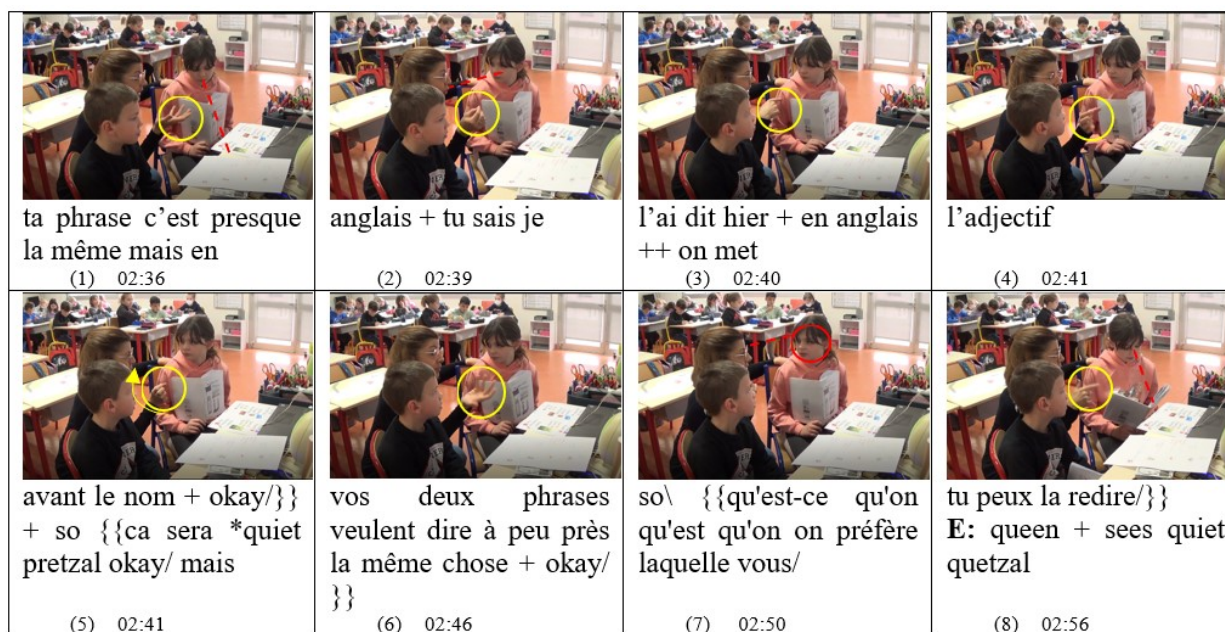 ta phrase c’est presque
la même mais en
(1) 02:36
anglais + tu sais je
(2) 02:39
l’ai dit hier + en anglais
++ on met
(3) 02:40
l’adjectif
(4) 02:41
avant le nom + okay/}}
+ so {{ca sera *quiet
pretzal okay/ mais
(5) 02:41
vos deux phrases
veulent dire à peu près
la même chose + okay/
}}
(6) 02:46
so\ {{qu'est-ce qu'on
qu'est qu'on on préfère
laquelle vous/
(7) 02:50
tu peux la redire/}}
E: queen + sees quiet
quetzal
(8) 02:56